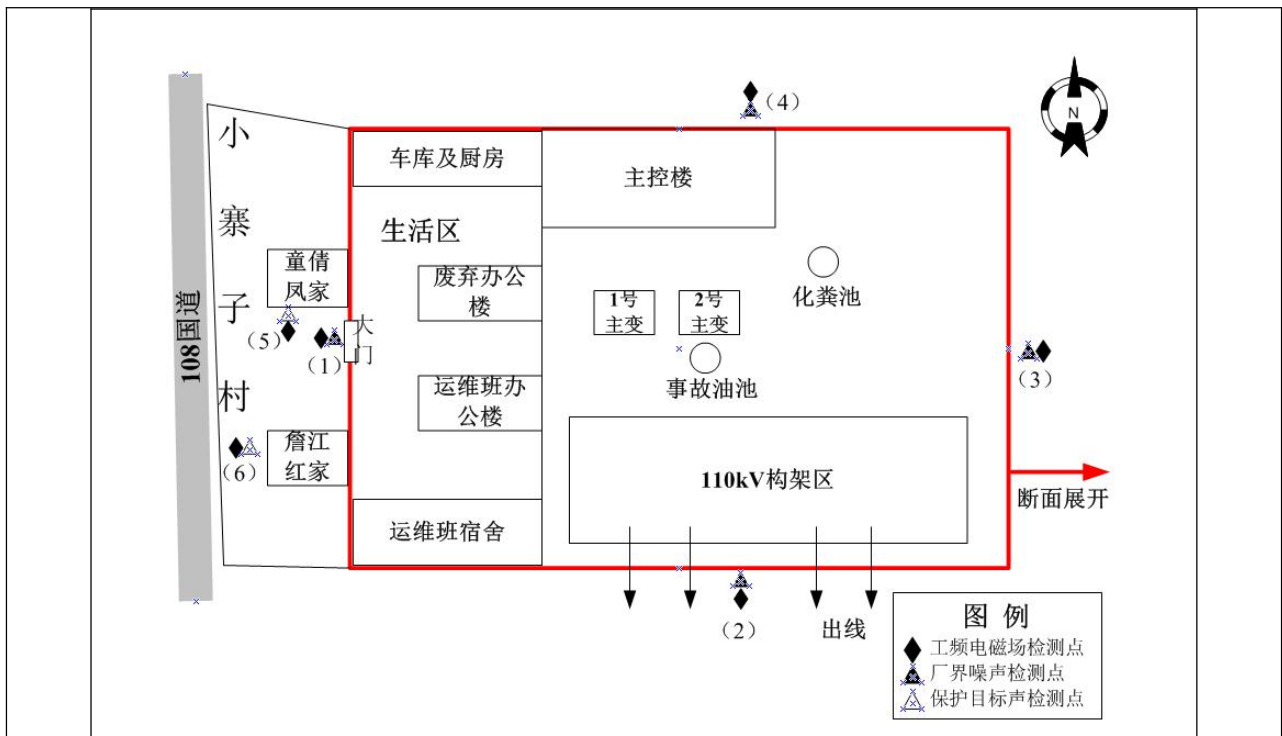 （4）
N
小寨子村
车库及厨房
主控楼
生活区
童倩
凤家
废弃办公
楼
化粪池
1号
主变
2号
主变
108国道
大门
（5）
（1）
（3）
事故油池
运维班办
公楼
詹江
红家
（6）
110kV构架区
断面展开
运维班宿舍
（2）
出线
图 例
工频电磁场检测点
厂界噪声检测点
保护目标声检测点